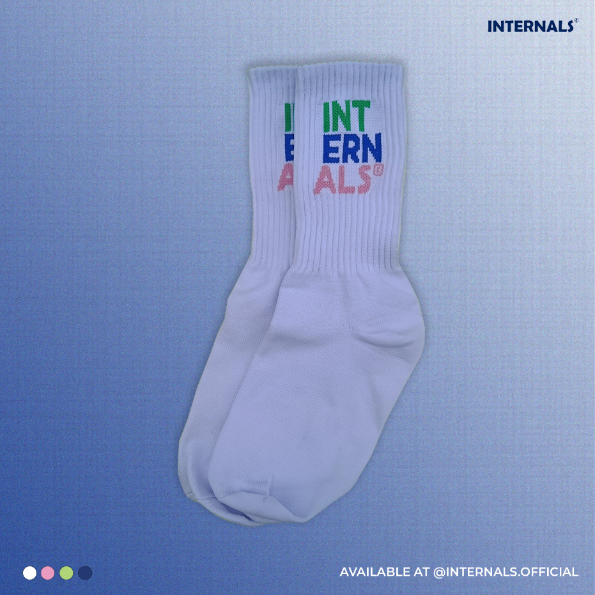 INTERNALS®
I INT
E ERN
A ALS®
AVAILABLE AT @INTERNALS.OFFICIAL